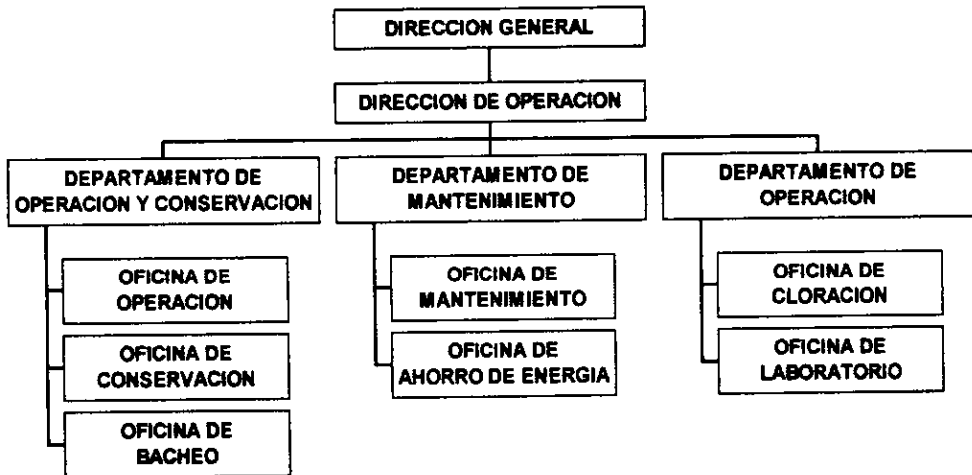 DIRECCION GENERAL
DIRECCION DE OPERACION
DEPARTAMENTO DE
OPERACION Y CONSERVACION
DEPARTAMENTO DE
MANTENIMIENTO
DEPARTAMENTO DE
OPERACION
OFICINA DE
OPERACION
OFICINA DE
CONSERVACION
OFICINA DE
BACHEO
OFICINA DE
MANTENIMIENTO
OFICINA DE
AHORRO DE ENERGIA
OFICINA DE
CLORACION
OFICINA DE
LABORATORIO